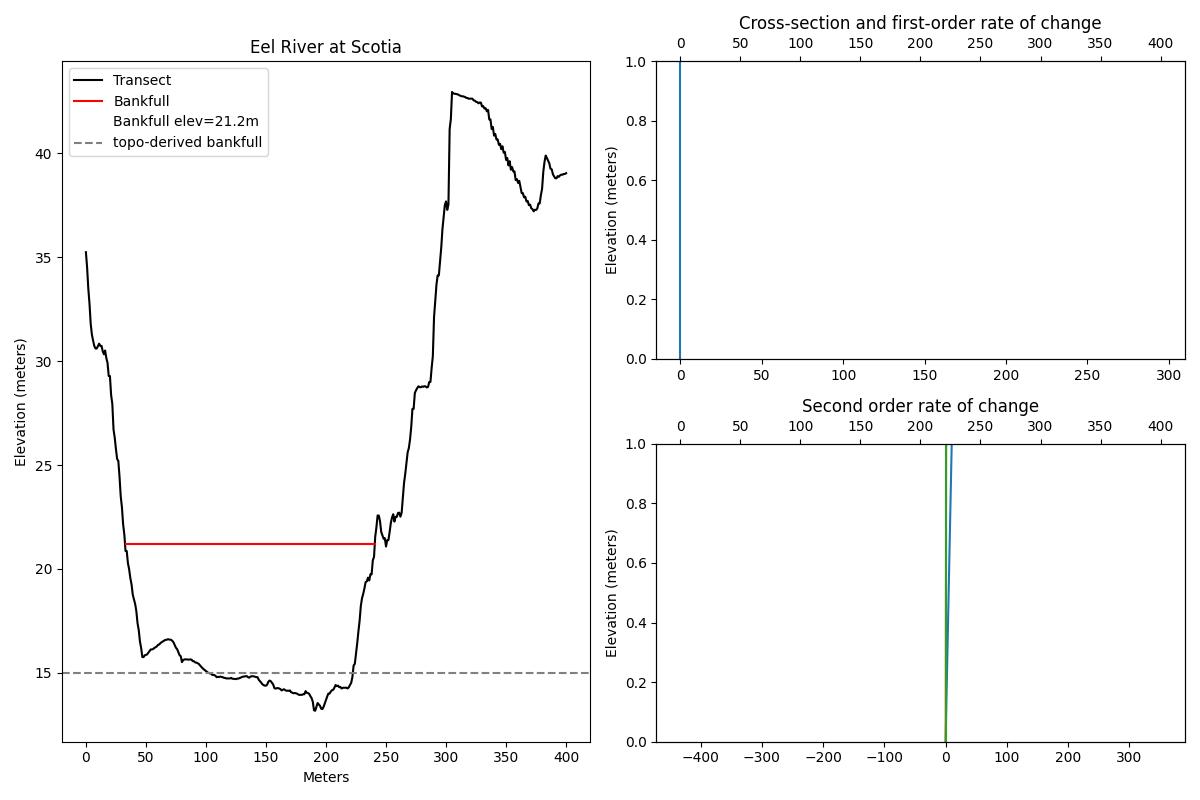 Eel River at Scotia
Transect
Bankfull
Bankfull elev=21.2m
topo-derived bankfull
Elevation (meters)
40
35
30
25
20
15
0 50 100 150 200 250 300 350 400
Meters
Cross-section and first-order rate of change
0 50 100 150 200 250 300 350 400
Elevation (meters)
1.0
0.8
0.6
0.4
0.2
0.0
0 50 100 150 200 250 300
Second order rate of change
0 50 100 150 200 250 300 350 400
Elevation (meters)
1.0
0.8
0.6
0.4
0.2
0.0
−400 −300 −200 −100 0 100 200 300